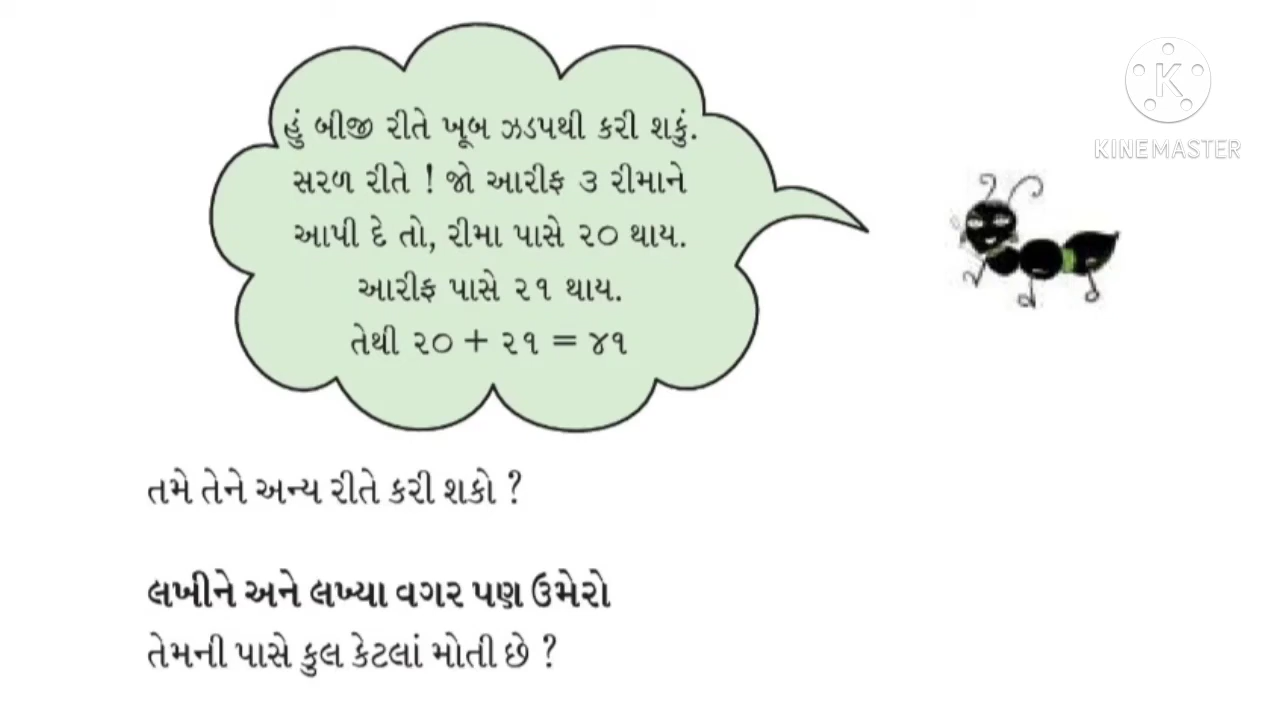 હું બીજી રીતે ખૂબ ઝડપથી કરી શકું.
સરળ રીતે ! જો આરીફ ૩ રીમાને
આપી દે તો, રીમા પાસે ૨૦ થાય.
આરીફ પાસે ૨૧ થાય.
તેથી ૨૦ + ૨૧ = ૪૧
K
KINEMASTER
તમે તેને અન્ય રીતે કરી શકો ?
લખીને અને લખ્યા વગર પણ ઉમેરો
તેમની પાસે કુલ કેટલાં મોતી છે ?